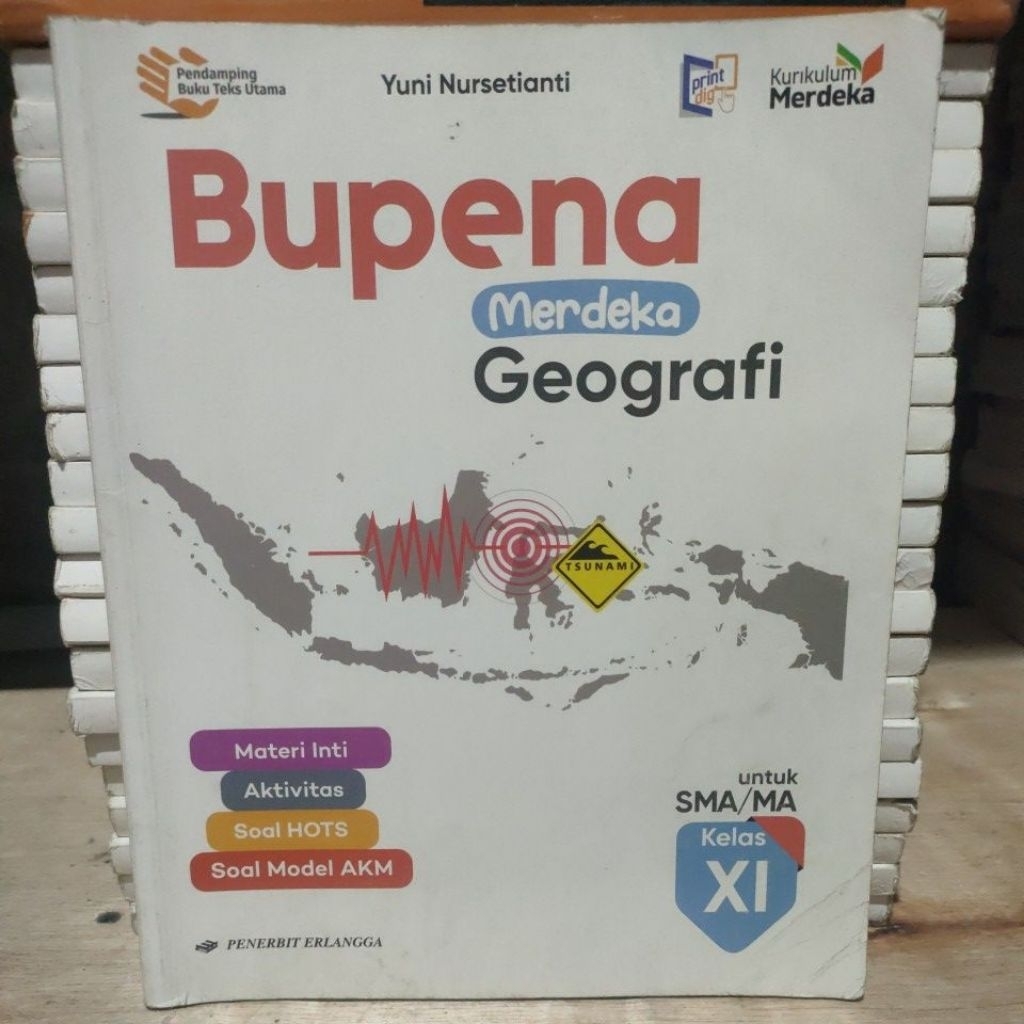 Pendamping
Buku Teks Utama
Yuni Nursetianti
print
dig
Kurikulum
Merdeka
Bupena
Merdeka
Geografi
TSUNAMI
Materi Inti
Aktivitas
Soal HOTS
Soal Model AKM
untuk
SMA/MA
Kelas
XI
PENERBIT ERLANGGA